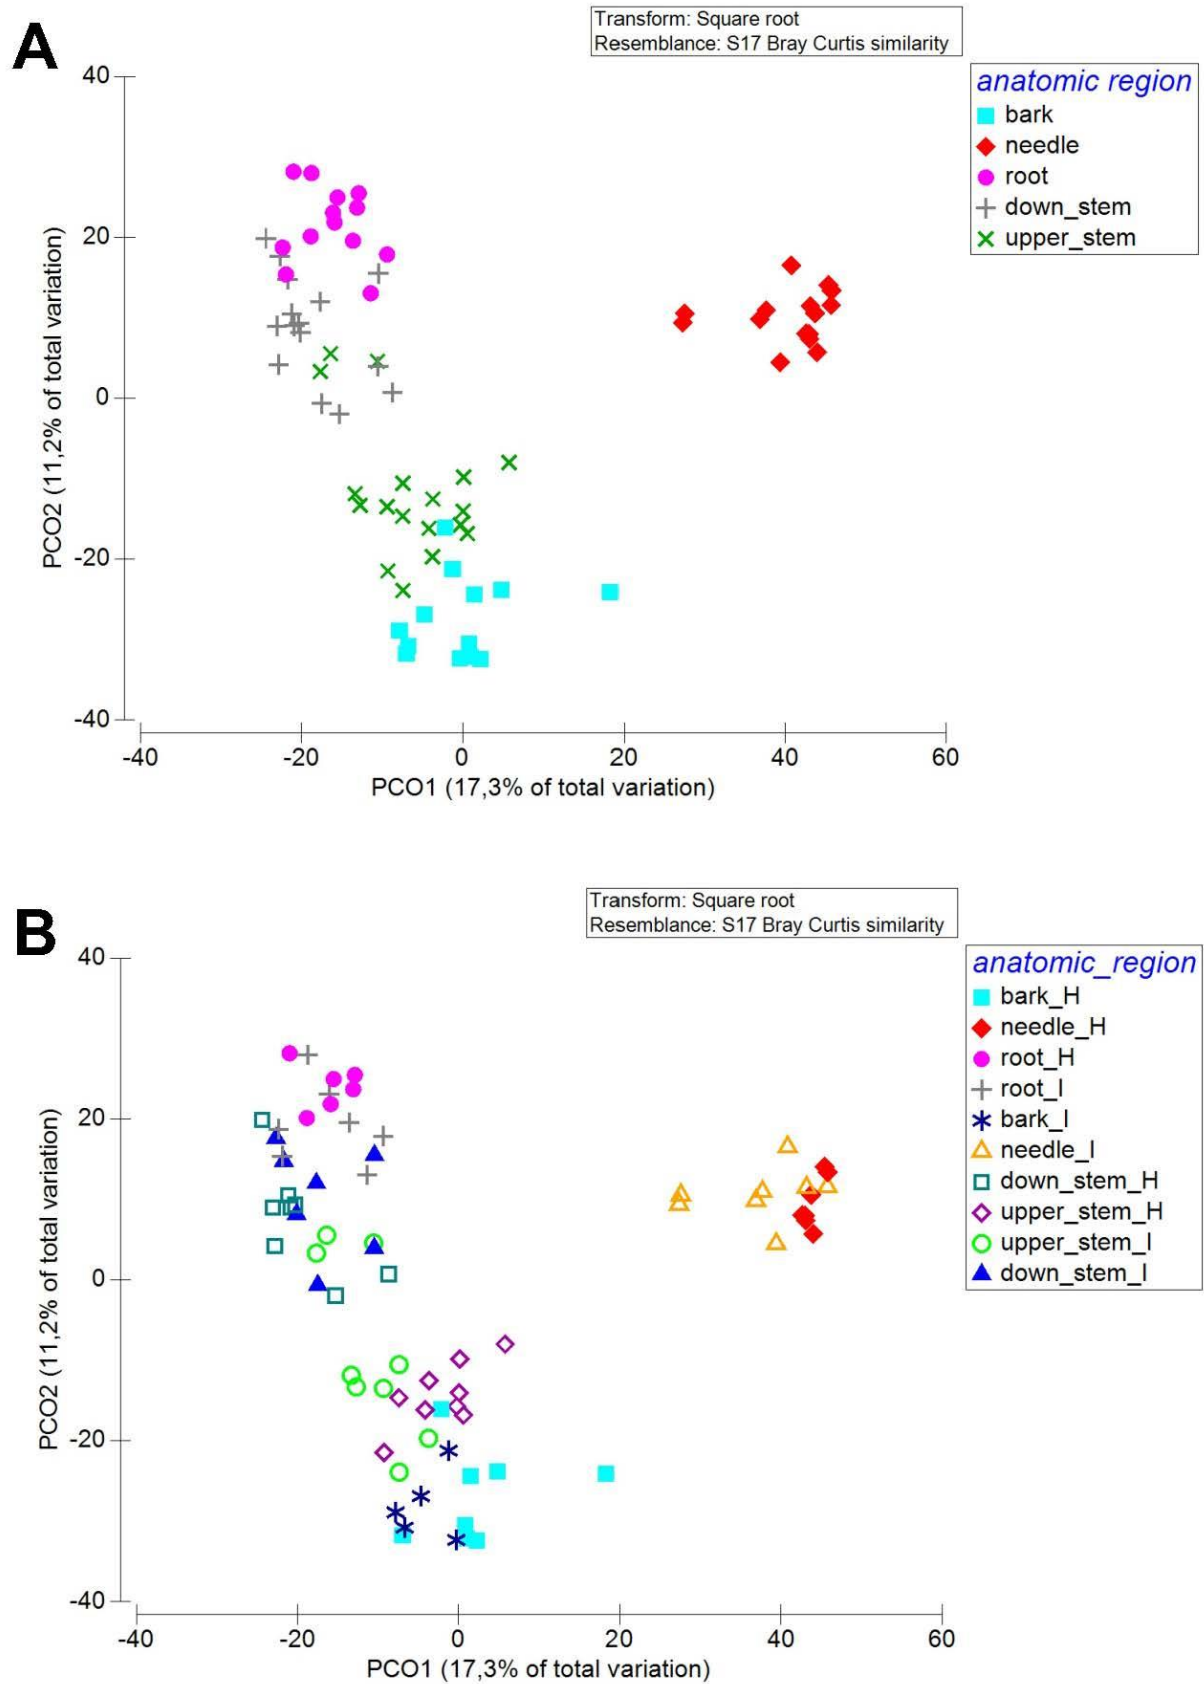 A
Transform: Square root
Resemblance: S17 Bray Curtis similarity
anatomic region
bark
needle
root
down_stem
upper_stem
40
20
0
-20
-40
PCO2 (11,2% of total variation)
-40 -20 0 20 40 60
PCO1 (17,3% of total variation)
B
Transform: Square root
Resemblance: S17 Bray Curtis similarity
anatomic_region
bark_H
needle_H
root_H
root_I
bark_I
needle_I
down_stem_H
upper_stem_H
upper_stem_I
down_stem_I
40
20
0
-20
-40
PCO2 (11,2% of total variation)
-40 -20 0 20 40 60
PCO1 (17,3% of total variation)